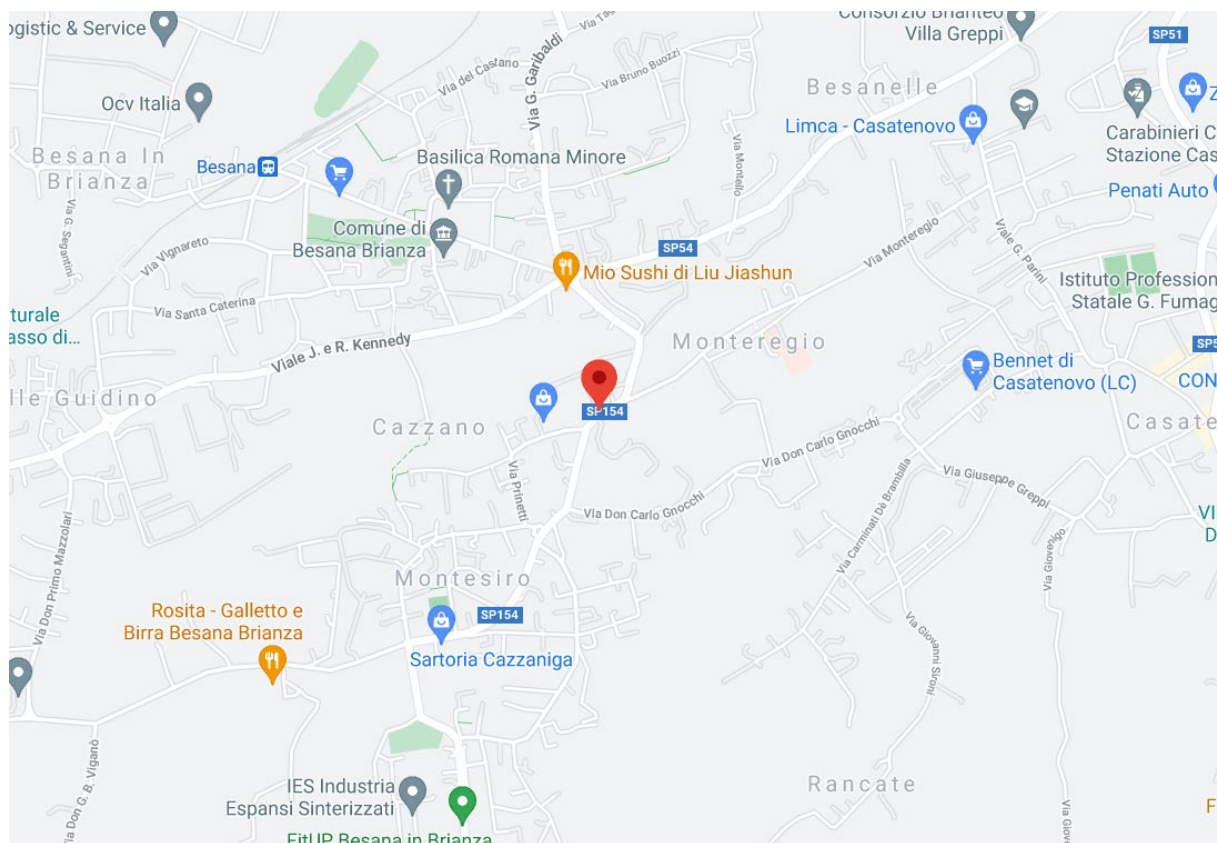 ogistic & Service
Consorzio Brianteo
Villa Greppi
SP51
Via del Castano
Via G. Garibaldi
Via Bruno Buozzi
Besanelle
Ocv Italia
Limca - Casatenovo
Carabinieri C
Stazione Cas
Besana In
Brianza
Besana
Basilica Romana Minore
Via Montello
Penati Auto
Via G. Segantini
Comune di
Besana Brianza
Via Vignareto
SP54
Via Monteregio
Viale G. Parini
Mio Sushi di Liu Jiashun
Istituto Profession
Statale G. Fumag
Via Santa Caterina
turale
asso di...
Viale J. e R. Kennedy
Monteregio
Bennet di
Casatenovo (LC)
CON
lle Guidino
SP154
Cazzano
Casate
Via Don Carlo Gnocchi
Via Prinetti
Via Giuseppe Greppi
Via Don Carlo Gnocchi
Via Carminati De Brambilla
VI
D
Via Giovenigo
Via Don Primo Mazzolari
Montesiro
Rosita - Galletto e
Birra Besana Brianza
SP154
Sartoria Cazzaniga
Via Giovanni Sironi
Via Don G. B. Viganò
IES Industria
Espansi Sinterizzati
Rancate
Via Giove
F
FitUP Besana in Brianza